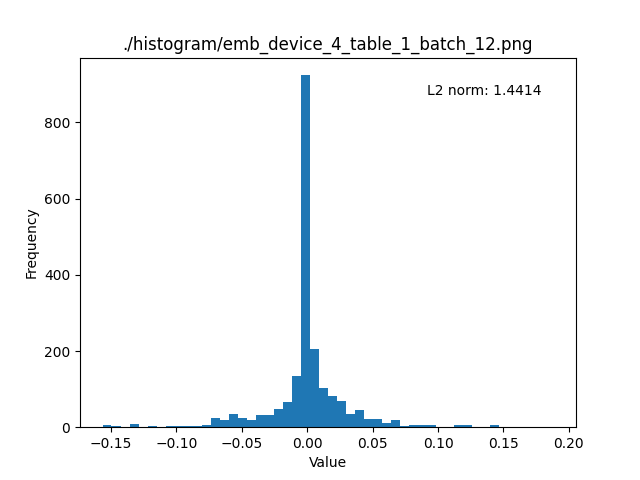 ./histogram/emb_device_4_table_1_batch_12.png
L2 norm: 1.4414
800
600
400
200
0
Frequency
−0.15 −0.10 −0.05 0.00 0.05 0.10 0.15 0.20
Value